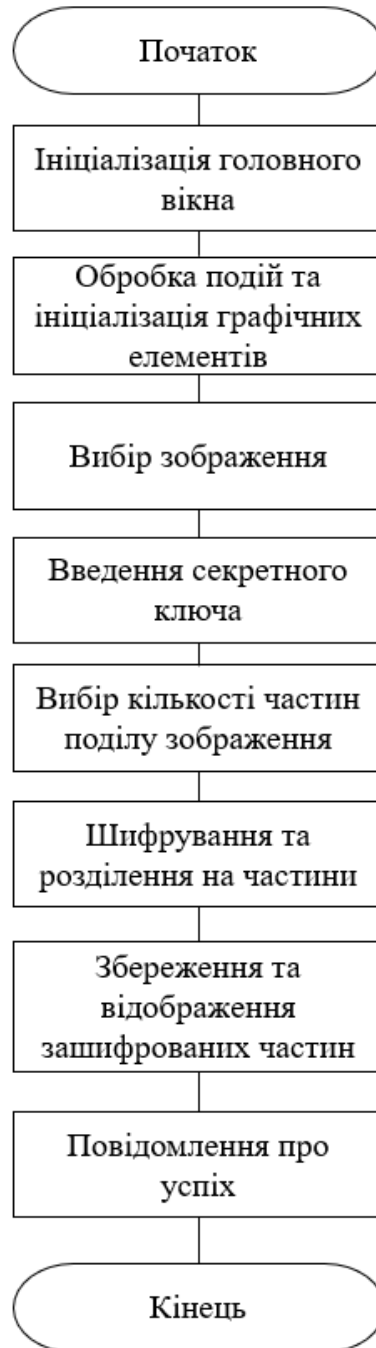 Початок
Ініціалізація головного
вікна
Обробка подій та
ініціалізація графічних
елементів
Вибір зображення
Введення секретного
ключа
Вибір кількості частин
поділу зображення
Шифрування та
розділення на частини
Збереження та
відображення
зашифрованих частин
Повідомлення про
успіх
Кінець